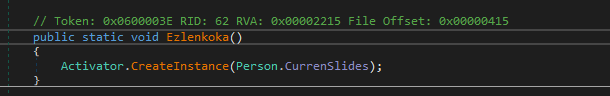 // Token: 0x0600003E RID: 62 RVA: 0x00002215 File Offset: 0x00000415
public static void Ezlenkoka()
{
Activator.CreateInstance(Person.CurrenSlides);
}